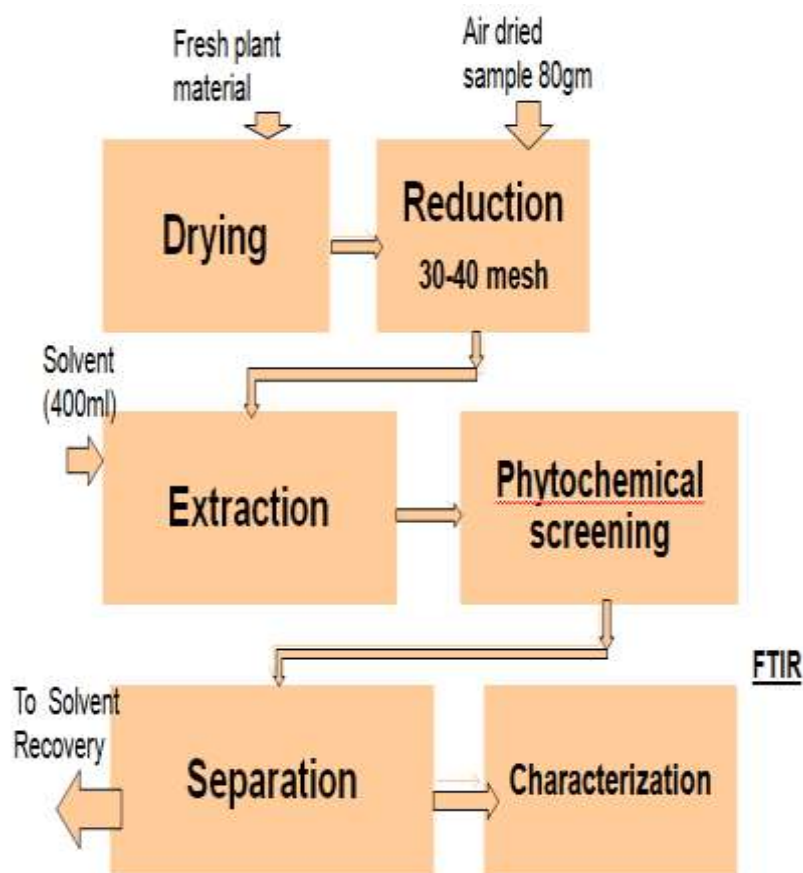 Fresh plant
material
Air dried
sample 80gm
Drying
Reduction
30-40 mesh
Solvent
(400ml)
Extraction
Phytochemical
screening
FTIR
To Solvent
Recovery
Separation
Characterization